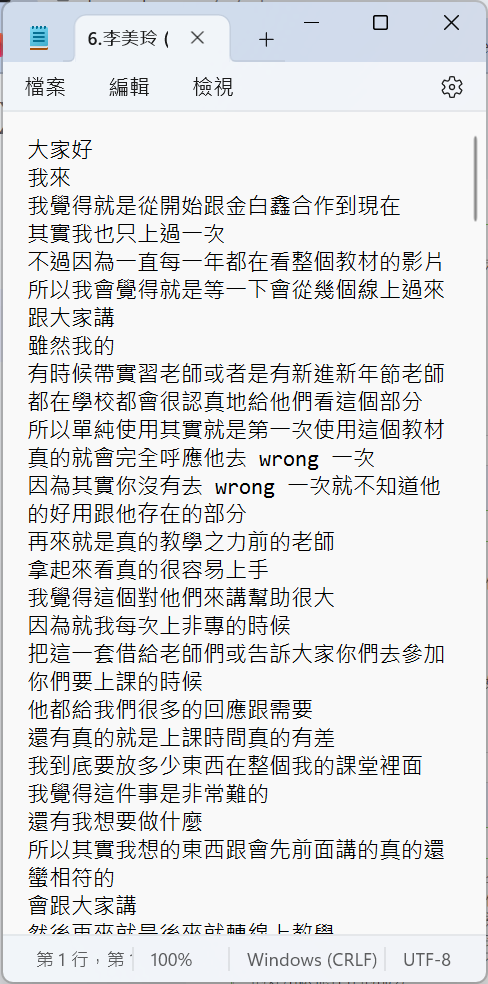 6.李美玲 (
檔案 編輯 檢視
大家好
我來
我覺得就是從開始跟金白鑫合作到現在
其實我也只上過一次
不過因為一直每一年都在看整個教材的影片
所以我會覺得就是等一下會從幾個線上過來
跟大家講
雖然我的
有時候帶實習老師或者是有新進新年節老師
都在學校都會很認真地給他們看這個部分
所以單純使用其實就是第一次使用這個教材
真的就會完全呼應他去 wrong 一次
因為其實你沒有去 wrong 一次就不知道他
的好用跟他存在的部分
再來就是真的教學之力前的老師
拿起來看真的很容易上手
我覺得這個對他們來講幫助很大
因為就我每次上非專的時候
把這一套借給老師們或告訴大家你們去參加
你們要上課的時候
他都給我們很多的回應跟需要
還有真的就是上課時間真的有差
我到底要放多少東西在整個我的課堂裡面
我覺得這件事是非常難的
還有我想要做什麼
所以其實我想的東西跟會先前面講的真的還
蠻相符的
會跟大家講
然後再來就是後來就轉線上教學
第 1 行，第 100% Windows (CRLF) UTF-8